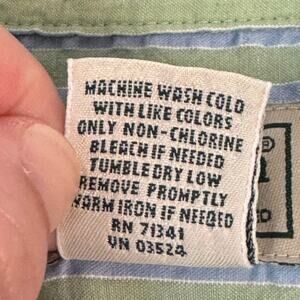 MACHINE WASH COLD
WITH LIKE COLORS
ONLY NON-CHLORINE
BLEACH IF NEEDED
TUMBLE DRY LOW
REMOVE PROMPTLY
WARM IRON IF NEEDED
RN 71341
VN 03524